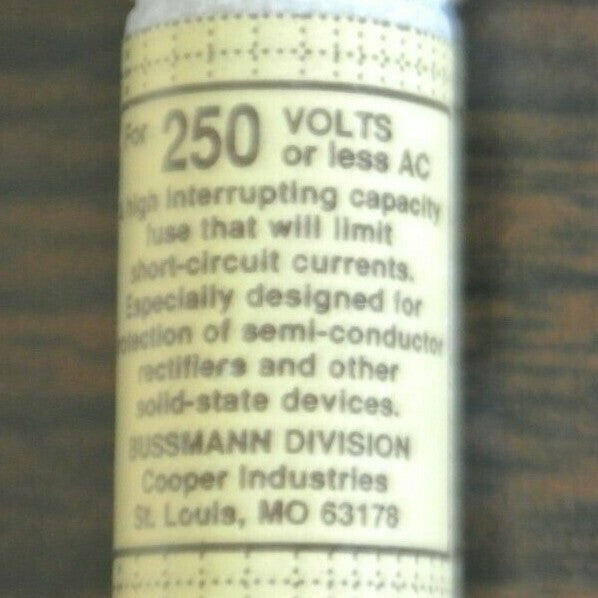 For 250 VOLTS
or less AC
high interrupting capacity
fuse that will limit
short-circuit currents.
Especially designed for
protection of semi-conductor
rectifiers and other
solid-state devices.
BUSSMANN DIVISION
Cooper Industries
St. Louis, MO 63178